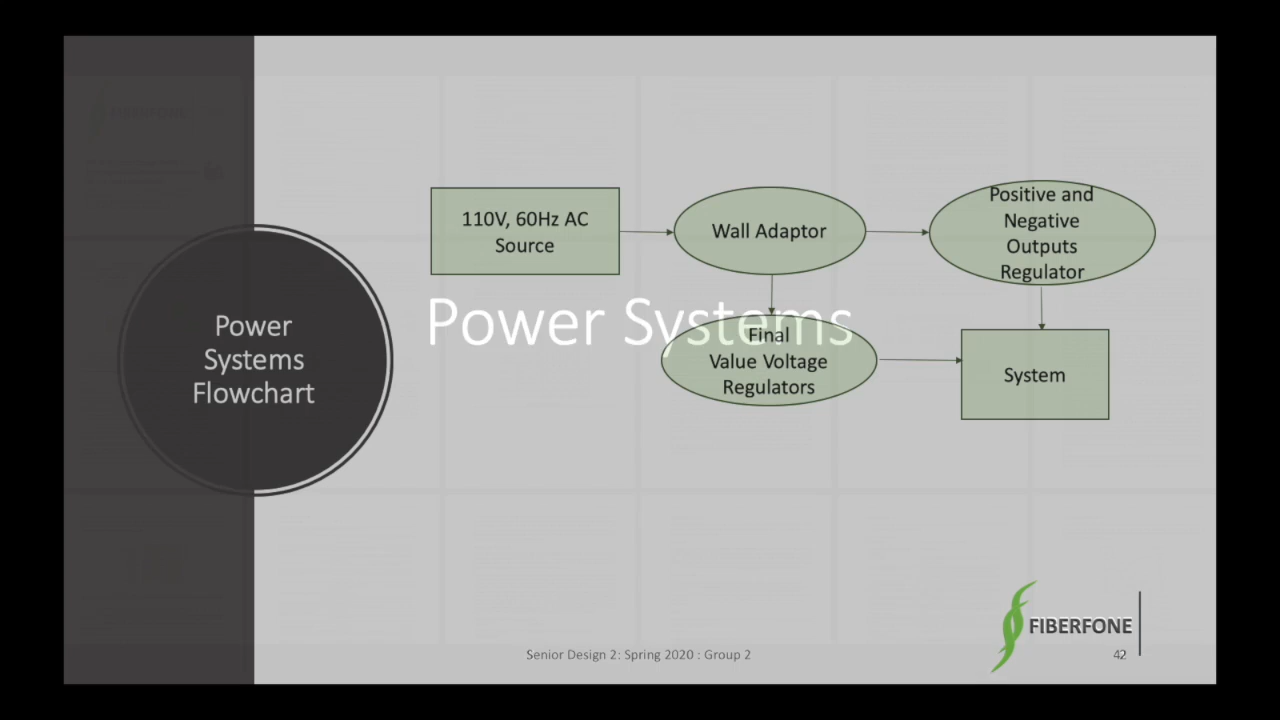 Power
Systems
Flowchart
110V, 60Hz AC
Source
Wall Adaptor
Positive and
Negative
Outputs
Regulator
Power Systems
Final
Value Voltage
Regulators
System
FIBERFONE
Senior Design 2: Spring 2020 : Group 2
42